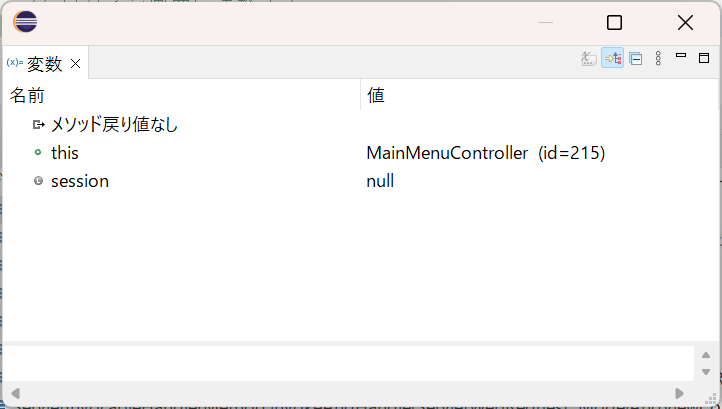 (x)= 変数
名前 値
メソッド戻り値なし
this MainMenuController (id=215)
session null